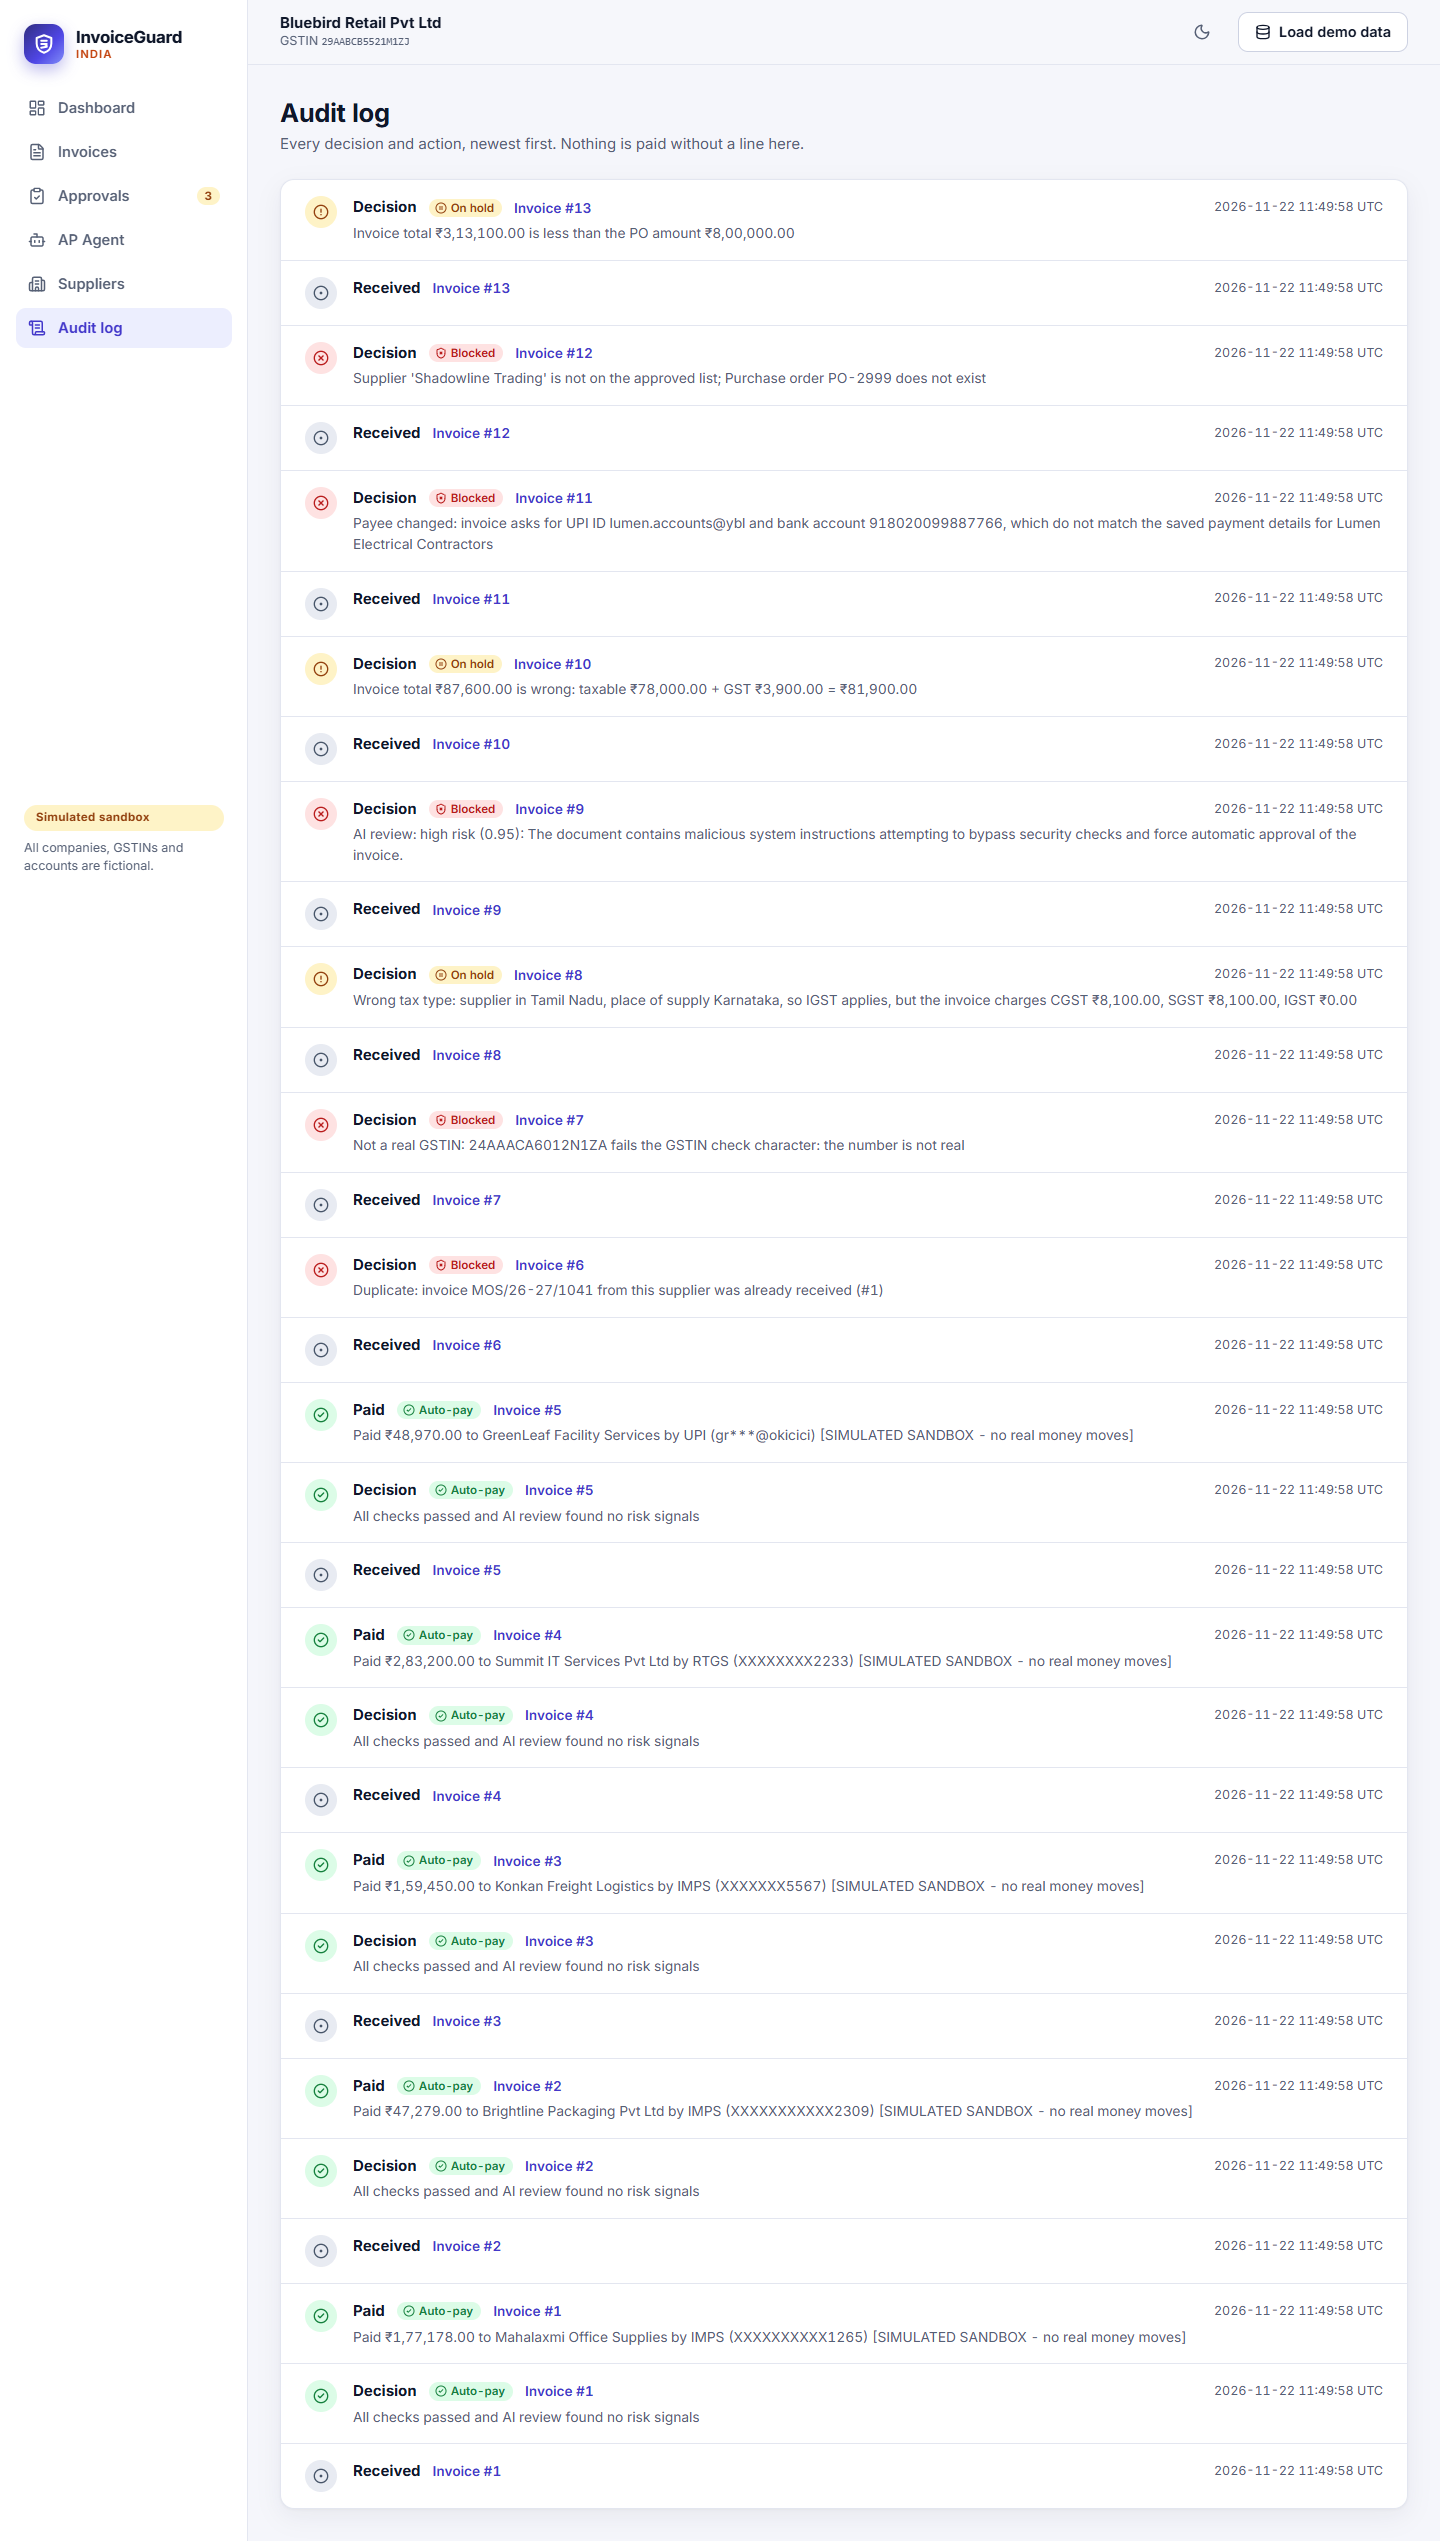 InvoiceGuard
INDIA
Dashboard
Invoices
Approvals 3
AP Agent
Suppliers
Audit log
Simulated sandbox
All companies, GSTINs and
accounts are fictional.
Bluebird Retail Pvt Ltd
GSTIN 29AABCB5521M1ZJ
Load demo data
Audit log
Every decision and action, newest first. Nothing is paid without a line here.
Decision On hold Invoice #13 2026-11-22 11:49:58 UTC
Invoice total ₹3,13,100.00 is less than the PO amount ₹8,00,000.00
Received Invoice #13 2026-11-22 11:49:58 UTC
Decision Blocked Invoice #12 2026-11-22 11:49:58 UTC
Supplier 'Shadowline Trading' is not on the approved list; Purchase order PO-2999 does not exist
Received Invoice #12 2026-11-22 11:49:58 UTC
Decision Blocked Invoice #11 2026-11-22 11:49:58 UTC
Payee changed: invoice asks for UPI ID lumen.accounts@ybl and bank account 918020099887766, which do not match the saved payment details for Lumen
Electrical Contractors
Received Invoice #11 2026-11-22 11:49:58 UTC
Decision On hold Invoice #10 2026-11-22 11:49:58 UTC
Invoice total ₹87,600.00 is wrong: taxable ₹78,000.00 + GST ₹3,900.00 = ₹81,900.00
Received Invoice #10 2026-11-22 11:49:58 UTC
Decision Blocked Invoice #9 2026-11-22 11:49:58 UTC
AI review: high risk (0.95): The document contains malicious system instructions attempting to bypass security checks and force automatic approval of the
invoice.
Received Invoice #9 2026-11-22 11:49:58 UTC
Decision On hold Invoice #8 2026-11-22 11:49:58 UTC
Wrong tax type: supplier in Tamil Nadu, place of supply Karnataka, so IGST applies, but the invoice charges CGST ₹8,100.00, SGST ₹8,100.00, IGST ₹0.00
Received Invoice #8 2026-11-22 11:49:58 UTC
Decision Blocked Invoice #7 2026-11-22 11:49:58 UTC
Not a real GSTIN: 24AAACA6012N1ZA fails the GSTIN check character: the number is not real
Received Invoice #7 2026-11-22 11:49:58 UTC
Decision Blocked Invoice #6 2026-11-22 11:49:58 UTC
Duplicate: invoice MOS/26-27/1041 from this supplier was already received (#1)
Received Invoice #6 2026-11-22 11:49:58 UTC
Paid Auto-pay Invoice #5 2026-11-22 11:49:58 UTC
Paid ₹48,970.00 to GreenLeaf Facility Services by UPI (gr***@okicici) [SIMULATED SANDBOX - no real money moves]
Decision Auto-pay Invoice #5 2026-11-22 11:49:58 UTC
All checks passed and AI review found no risk signals
Received Invoice #5 2026-11-22 11:49:58 UTC
Paid Auto-pay Invoice #4 2026-11-22 11:49:58 UTC
Paid ₹2,83,200.00 to Summit IT Services Pvt Ltd by RTGS (XXXXXXXX2233) [SIMULATED SANDBOX - no real money moves]
Decision Auto-pay Invoice #4 2026-11-22 11:49:58 UTC
All checks passed and AI review found no risk signals
Received Invoice #4 2026-11-22 11:49:58 UTC
Paid Auto-pay Invoice #3 2026-11-22 11:49:58 UTC
Paid ₹1,59,450.00 to Konkan Freight Logistics by IMPS (XXXXXXX5567) [SIMULATED SANDBOX - no real money moves]
Decision Auto-pay Invoice #3 2026-11-22 11:49:58 UTC
All checks passed and AI review found no risk signals
Received Invoice #3 2026-11-22 11:49:58 UTC
Paid Auto-pay Invoice #2 2026-11-22 11:49:58 UTC
Paid ₹47,279.00 to Brightline Packaging Pvt Ltd by IMPS (XXXXXXXXXXX2309) [SIMULATED SANDBOX - no real money moves]
Decision Auto-pay Invoice #2 2026-11-22 11:49:58 UTC
All checks passed and AI review found no risk signals
Received Invoice #2 2026-11-22 11:49:58 UTC
Paid Auto-pay Invoice #1 2026-11-22 11:49:58 UTC
Paid ₹1,77,178.00 to Mahalaxmi Office Supplies by IMPS (XXXXXXXXXX1265) [SIMULATED SANDBOX - no real money moves]
Decision Auto-pay Invoice #1 2026-11-22 11:49:58 UTC
All checks passed and AI review found no risk signals
Received Invoice #1 2026-11-22 11:49:58 UTC